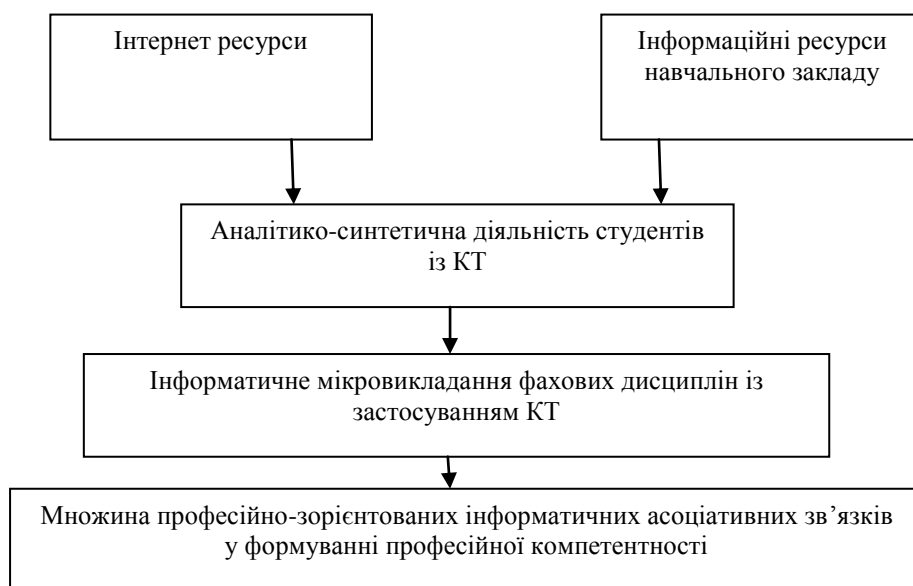 Інтернет ресурси
Інформаційні ресурси
навчального закладу
Аналітико-синтетична діяльність студентів
із КТ
Інформатичне мікровикладання фахових дисциплін із
застосуванням КТ
Множина професійно-зорієнтованих інформатичних асоціативних зв’язків
у формуванні професійної компетентності